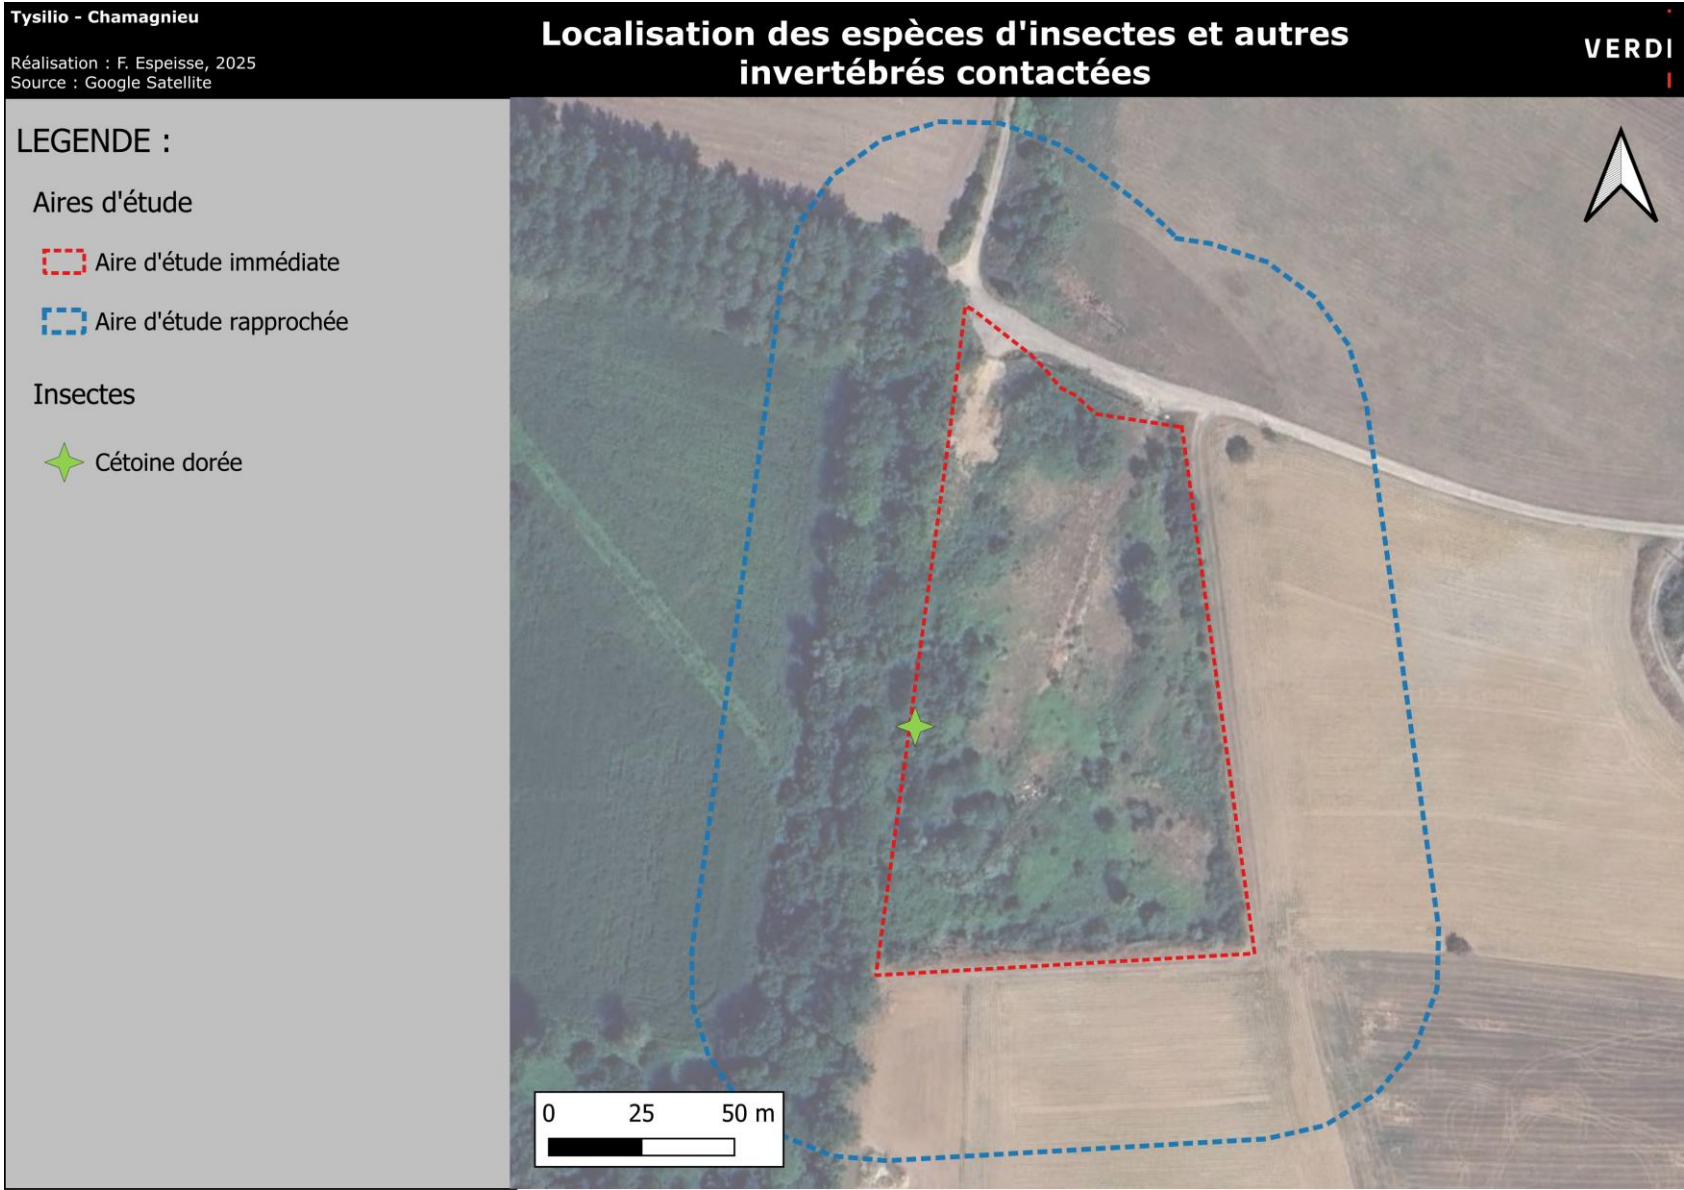 Tysilio - Chamagnieu
Réalisation : F. Espeisse, 2025
Source : Google Satellite
Localisation des espèces d'insectes et autres
invertébrés contactées
VERDI
LEGENDE :
Aires d'étude
Aire d'étude immédiate
Aire d'étude rapprochée
Insectes
Cétoine dorée
0 25 50 m